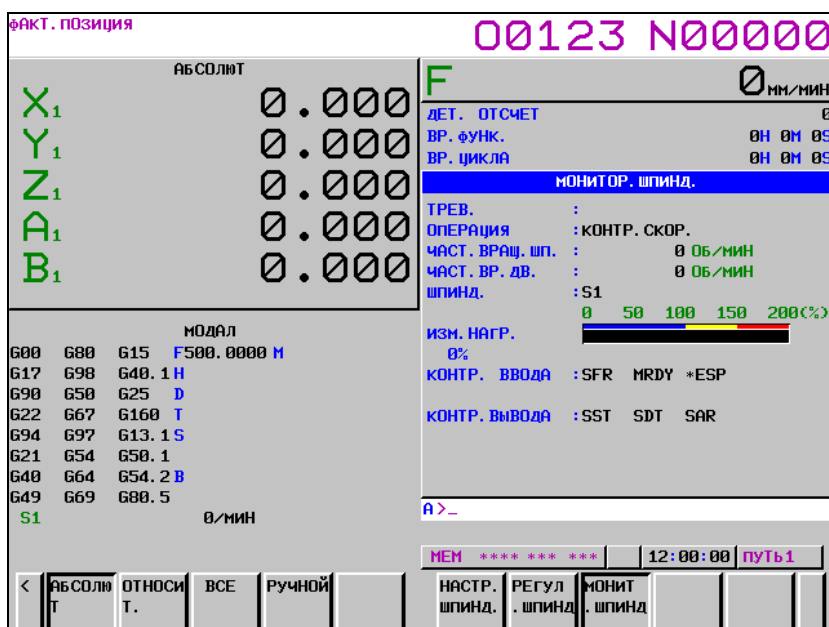 ФАКТ.ПОЗИЦИЯ
O0123 N00000
АБСОЛЮТ
X1 0.000
Y1 0.000
Z1 0.000
A1 0.000
B1 0.000
F 0 ММ/МИН
ДЕТ. ОТСЧЕТ 0
ВР.ФУНК. 0H 0M 0S
ВР.ЦИКЛА 0H 0M 0S
МОНИТОР.ШПИНД.
ТРЕВ. :
ОПЕРАЦИЯ :КОНТР.СКОР.
ЧАСТ.ВРАЩ.ШП. : 0 ОБ/МИН
ЧАСТ.ВР.ДВ. : 0 ОБ/МИН
ШПИНД. :S1
0 50 100 150 200(%)
ИЗМ.НАГР.
0%
КОНТР. ВВОДА :SFR MRDY *ESP
КОНТР.ВЫВОДА :SST SDT SAR
МОДАЛ
G00 G80 G15 F500.0000 M
G17 G98 G40.1 H
G90 G50 G25 D
G22 G67 G160 T
G94 G97 G13.1 S
G21 G54 G50.1
G40 G64 G54.2 B
G49 G69 G80.5
S1 0/МИН
A>_
MEM **** *** *** 12:00:00 ПУТЬ1
< АБСОЛЮ ОТНОСИ ВСЕ РУЧНОЙ НАСТР. РЕГУЛ МОНИТ
Т Т. ШПИНД. .ШПИНД .ШПИНД